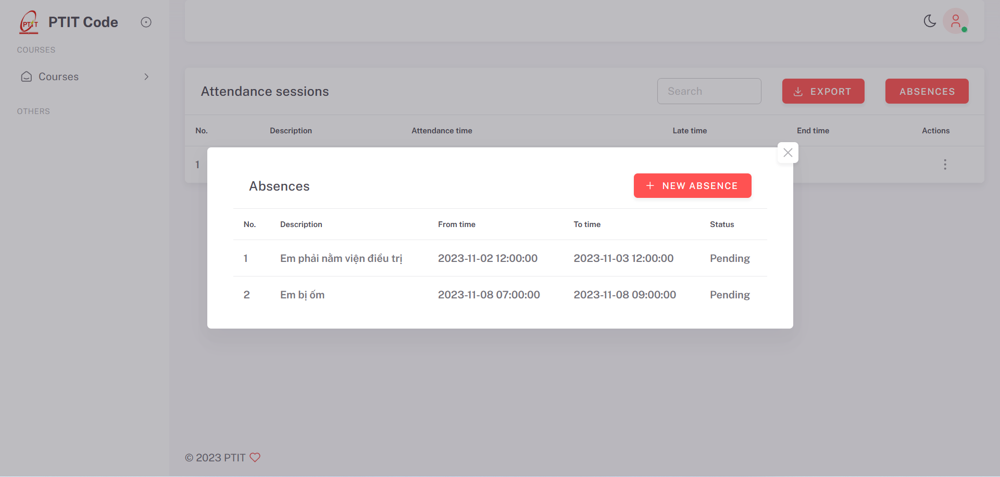 PTIT PTIT Code
COURSES
Courses
OTHERS
Attendance sessions Search EXPORT ABSENCES
No. Description Attendance time Late time End time Actions
1
Absences NEW ABSENCE
No. Description From time To time Status
1 Em phải nằm viện điều trị 2023-11-02 12:00:00 2023-11-03 12:00:00 Pending
2 Em bị ốm 2023-11-08 07:00:00 2023-11-08 09:00:00 Pending
© 2023 PTIT